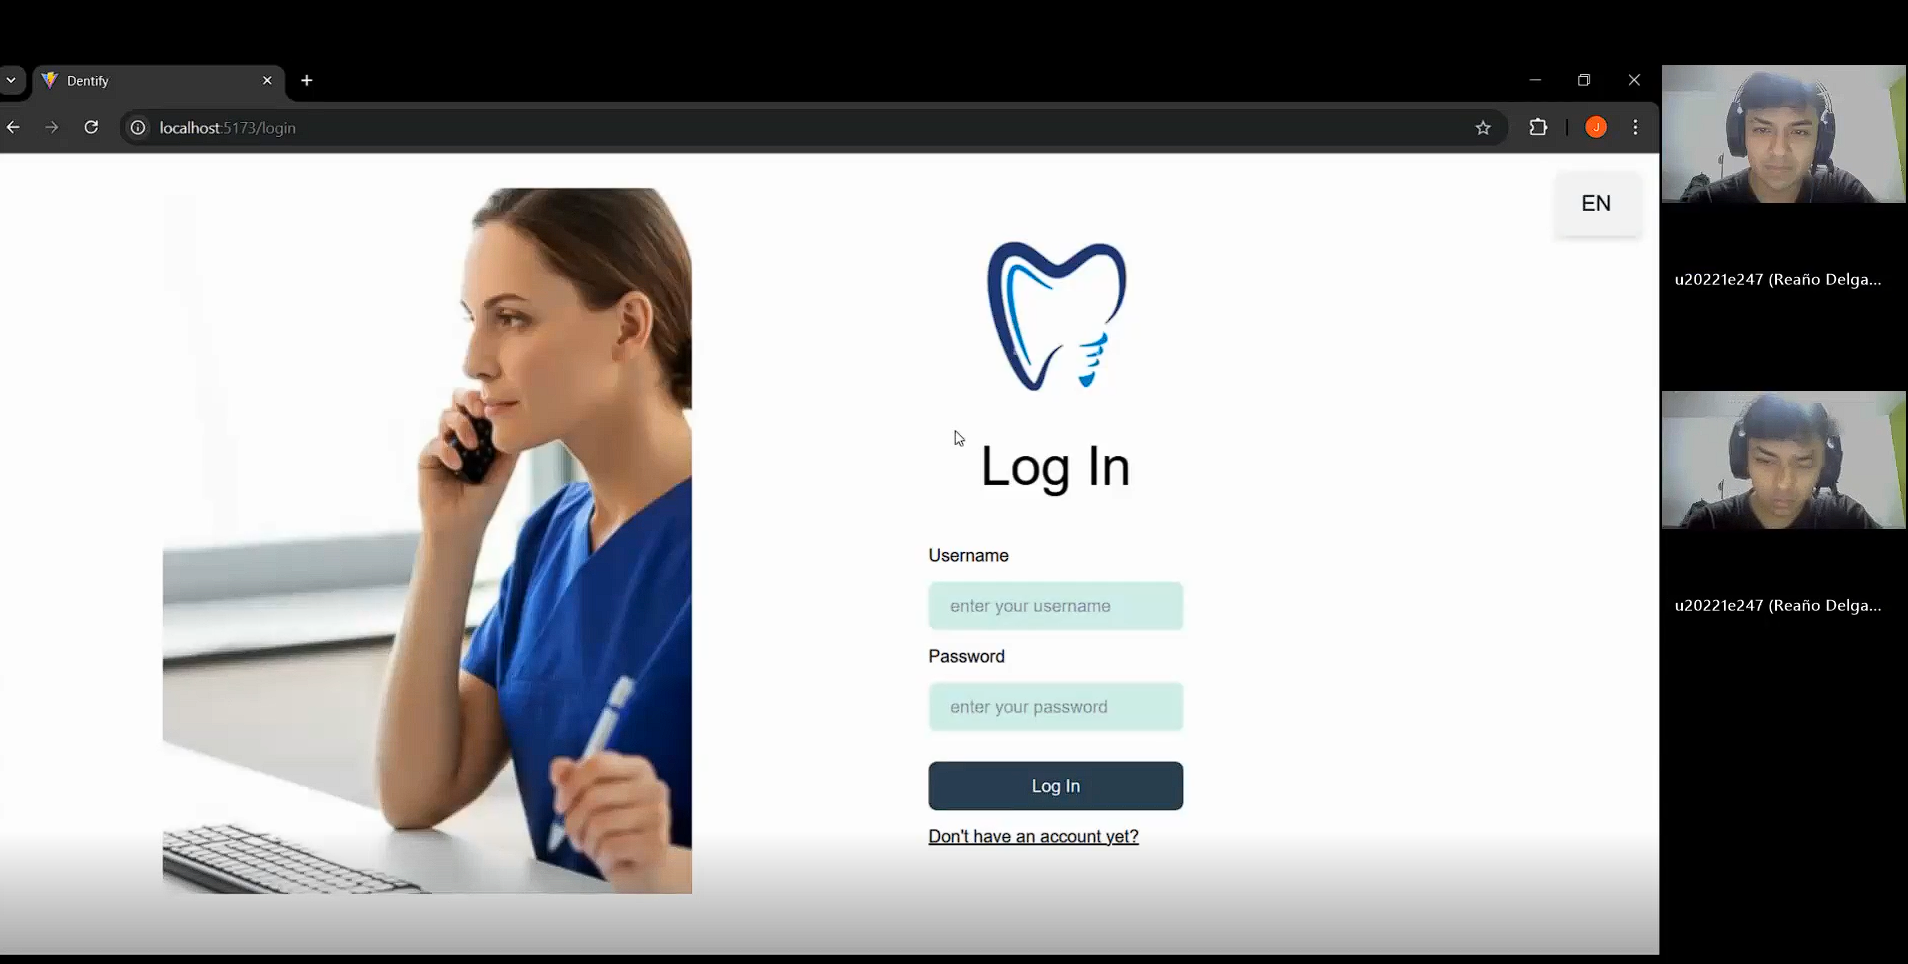 Dentify
localhost:5173/login
J
EN
Log In
Username
enter your username
Password
enter your password
Log In
Don't have an account yet?
u20221e247 (Reaño Delga...
u20221e247 (Reaño Delga...